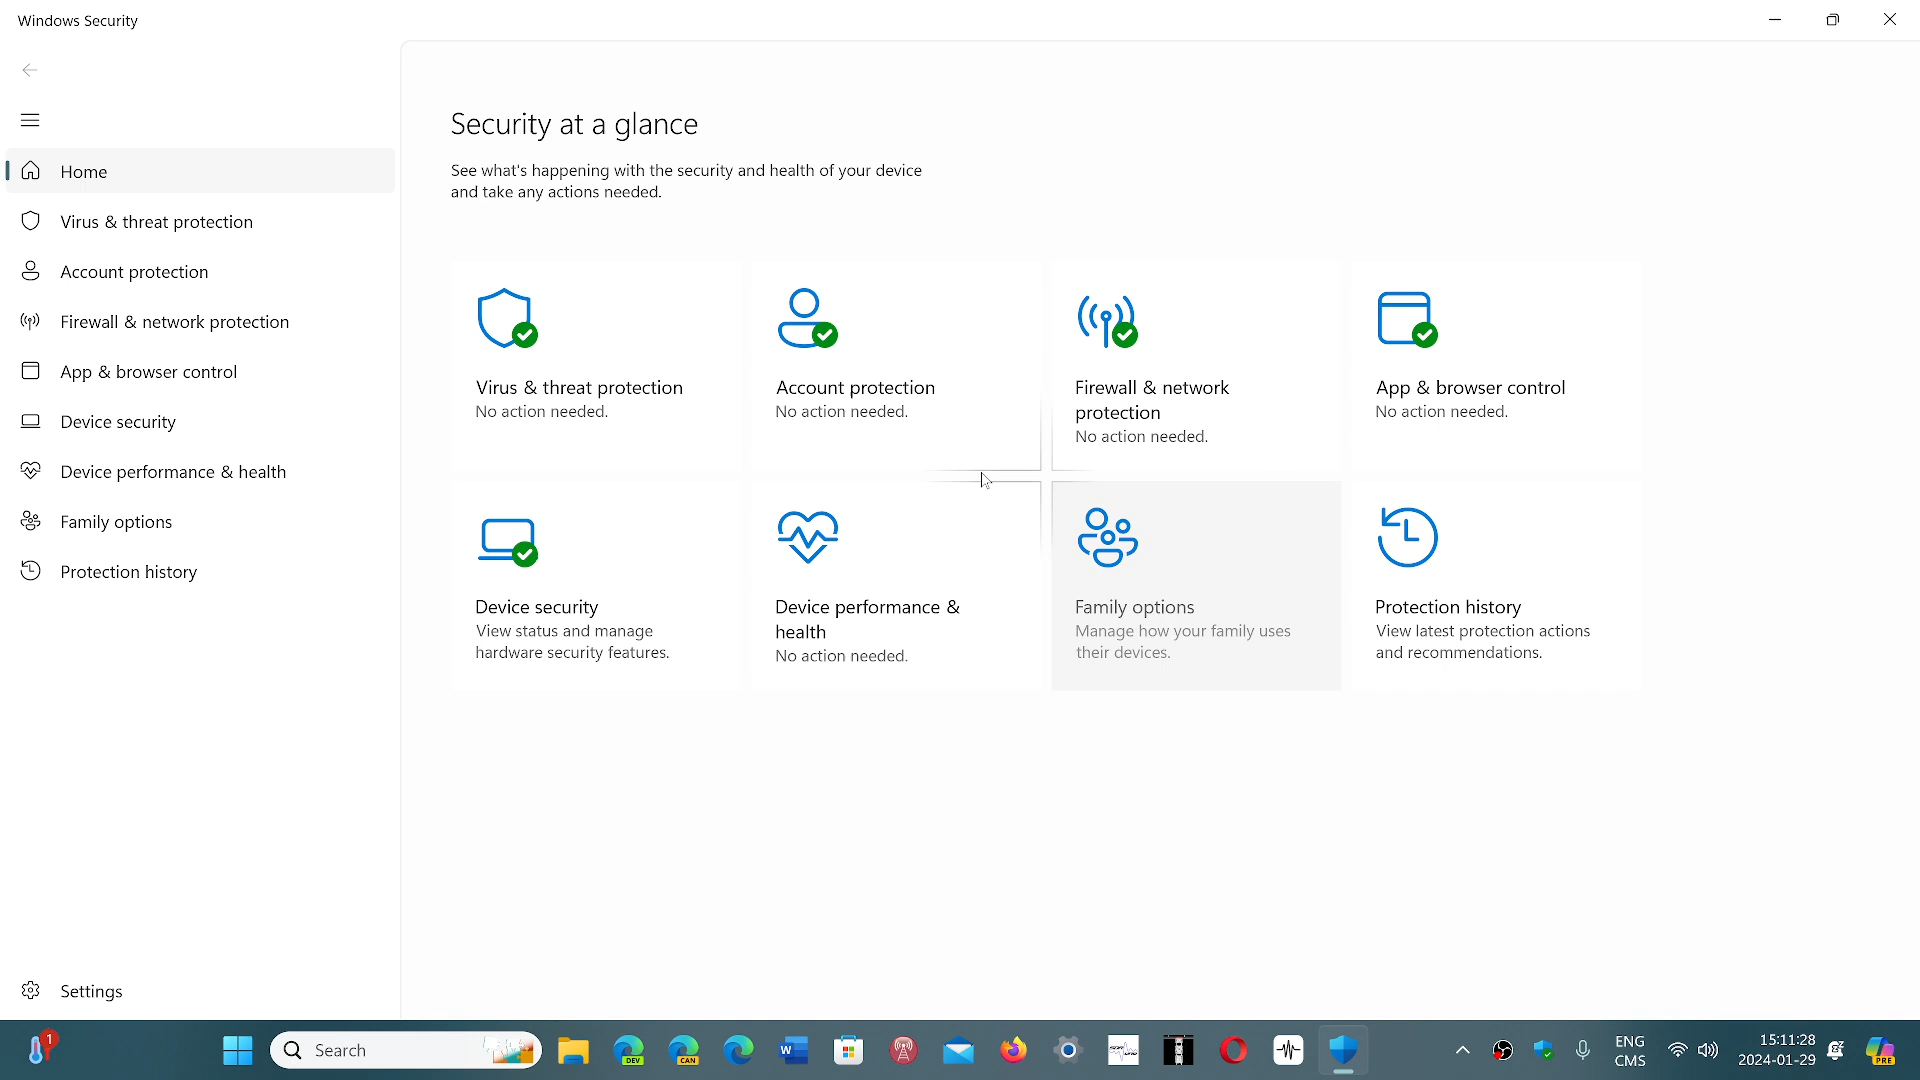 Windows Security
Home
Virus & threat protection
Account protection
Firewall & network protection
App & browser control
Device security
Device performance & health
Family options
Protection history
Settings
Security at a glance
See what's happening with the security and health of your device
and take any actions needed.
Virus & threat protection
No action needed.
Account protection
No action needed.
Firewall & network
protection
No action needed.
App & browser control
No action needed.
Device security
View status and manage
hardware security features.
Device performance &
health
No action needed.
Family options
Manage how your family uses
their devices.
Protection history
View latest protection actions
and recommendations.
1
Search
DEV
CAN
W
ENG
CMS
15:11:28
2024-01-29
PRE